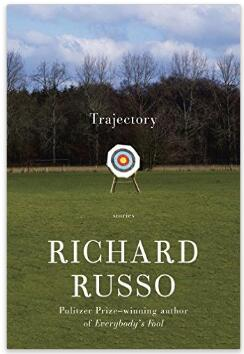 Trajectory
stories
RICHARD
RUSSO
Pulitzer Prize–winning author
of Everybody's Fool